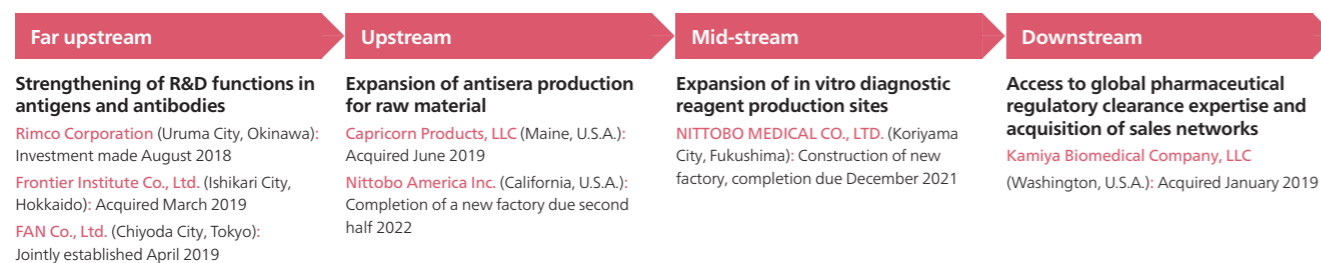 Far upstream
Strengthening of R&D functions in
antigens and antibodies
Rimco Corporation (Uruma City, Okinawa):
Investment made August 2018
Frontier Institute Co., Ltd. (Ishikari City,
Hokkaido): Acquired March 2019
FAN Co., Ltd. (Chiyoda City, Tokyo):
Jointly established April 2019
Upstream
Expansion of antisera production
for raw material
Capricorn Products, LLC (Maine, U.S.A.):
Acquired June 2019
Nittobo America Inc. (California, U.S.A.):
Completion of a new factory due second
half 2022
Mid-stream
Expansion of in vitro diagnostic
reagent production sites
NITTOBO MEDICAL CO., LTD. (Koriyama
City, Fukushima): Construction of new
factory, completion due December 2021
Downstream
Access to global pharmaceutical
regulatory clearance expertise and
acquisition of sales networks
Kamiya Biomedical Company, LLC
(Washington, U.S.A.): Acquired January 2019